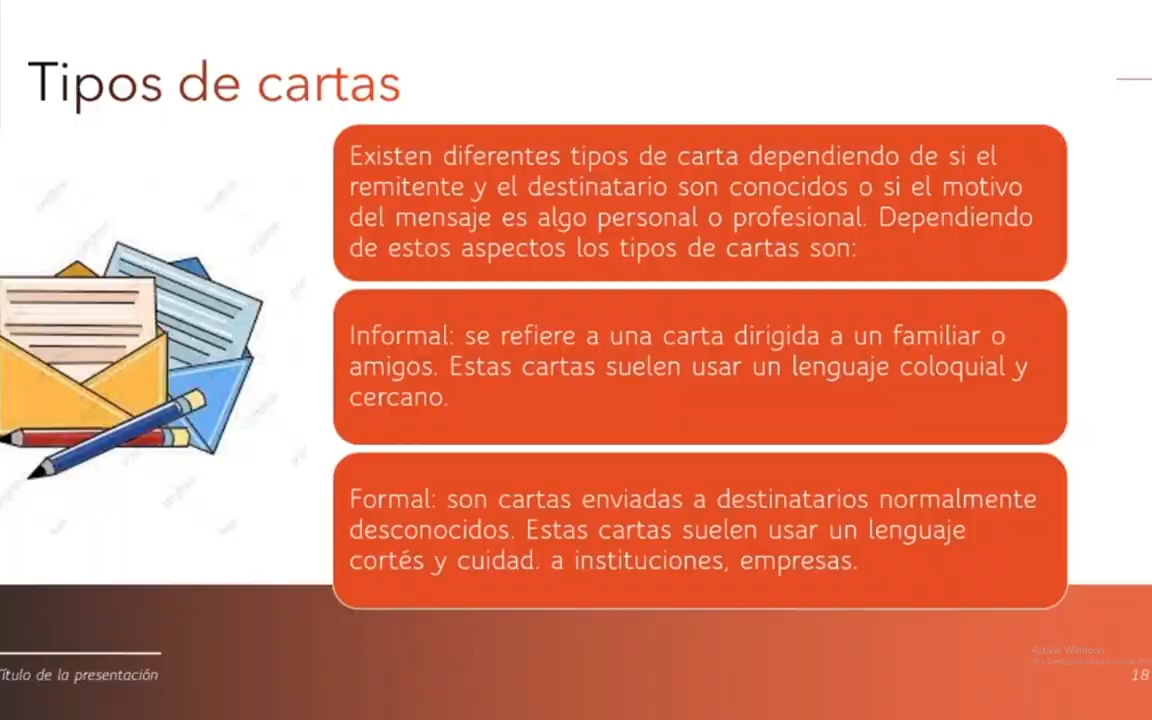 Tipos de cartas
Existen diferentes tipos de carta dependiendo de si el
remitente y el destinatario son conocidos o si el motivo
del mensaje es algo personal o profesional. Dependiendo
de estos aspectos los tipos de cartas son:
Informal: se refiere a una carta dirigida a un familiar o
amigos. Estas cartas suelen usar un lenguaje coloquial y
cercano.
Formal: son cartas enviadas a destinatarios normalmente
desconocidos. Estas cartas suelen usar un lenguaje
cortés y cuidad. a instituciones, empresas.
Título de la presentación
Activar Windows
18